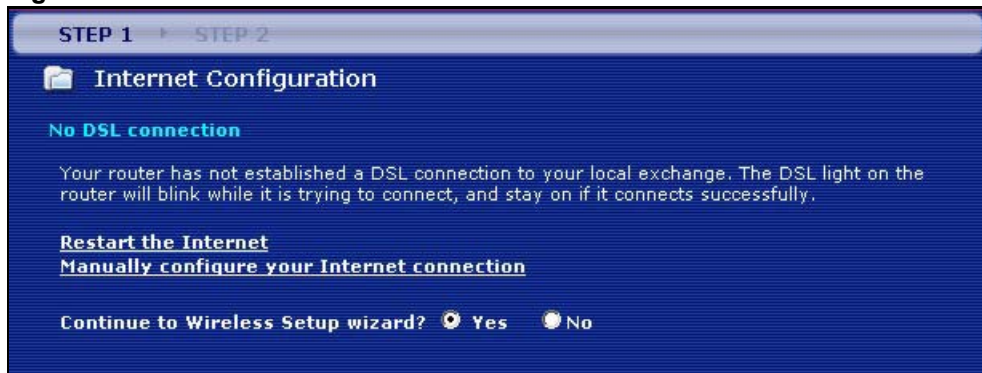 STEP 1 STEP 2
Internet Configuration
No DSL connection
Your router has not established a DSL connection to your local exchange. The DSL light on the
router will blink while it is trying to connect, and stay on if it connects successfully.
Restart the Internet
Manually configure your Internet connection
Continue to Wireless Setup wizard? Yes No